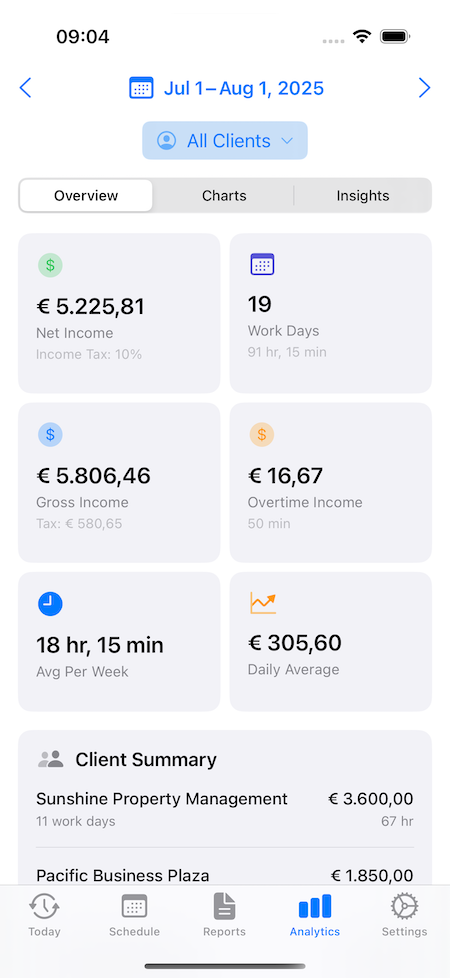 09:04
Jul 1–Aug 1, 2025
All Clients
Overview Charts Insights
$
€ 5.225,81
Net Income
Income Tax: 10%
19
Work Days
91 hr, 15 min
$
€ 5.806,46
Gross Income
Tax: € 580,65
$
€ 16,67
Overtime Income
50 min
18 hr, 15 min
Avg Per Week
€ 305,60
Daily Average
Client Summary
Sunshine Property Management € 3.600,00
11 work days 67 hr
Pacific Business Plaza € 1.850,00
Today Schedule Reports Analytics Settings